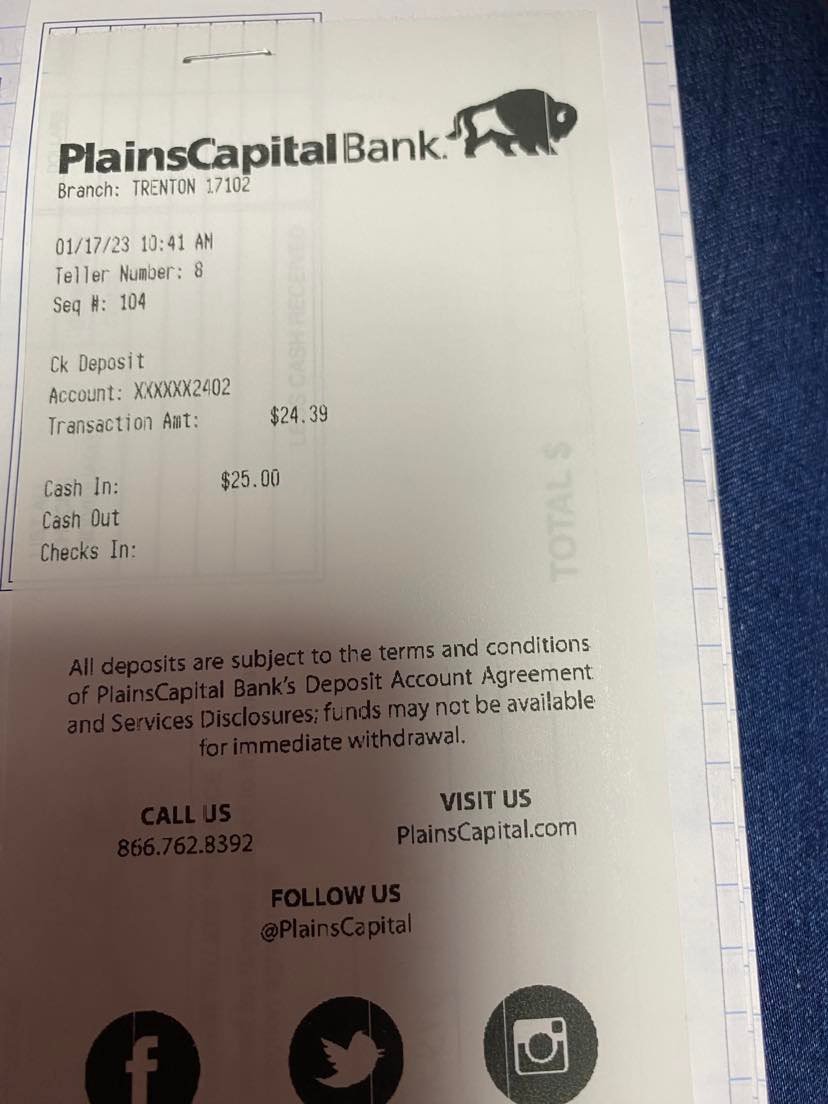 PlainsCapital Bank.
Branch: TRENTON 17102
01/17/23 10:41 AM
Teller Number: 8
Seq #: 104
Ck Deposit
Account: XXXXXX2402
Transaction Amt: $24.39
Cash In: $25.00
Cash Out
Checks In:
LESS CASH RECEIVED
TOTAL $
All deposits are subject to the terms and conditions
of PlainsCapital Bank's Deposit Account Agreement
and Services Disclosures; funds may not be available
for immediate withdrawal.
CALL US
866.762.8392
VISIT US
PlainsCapital.com
FOLLOW US
@PlainsCapital